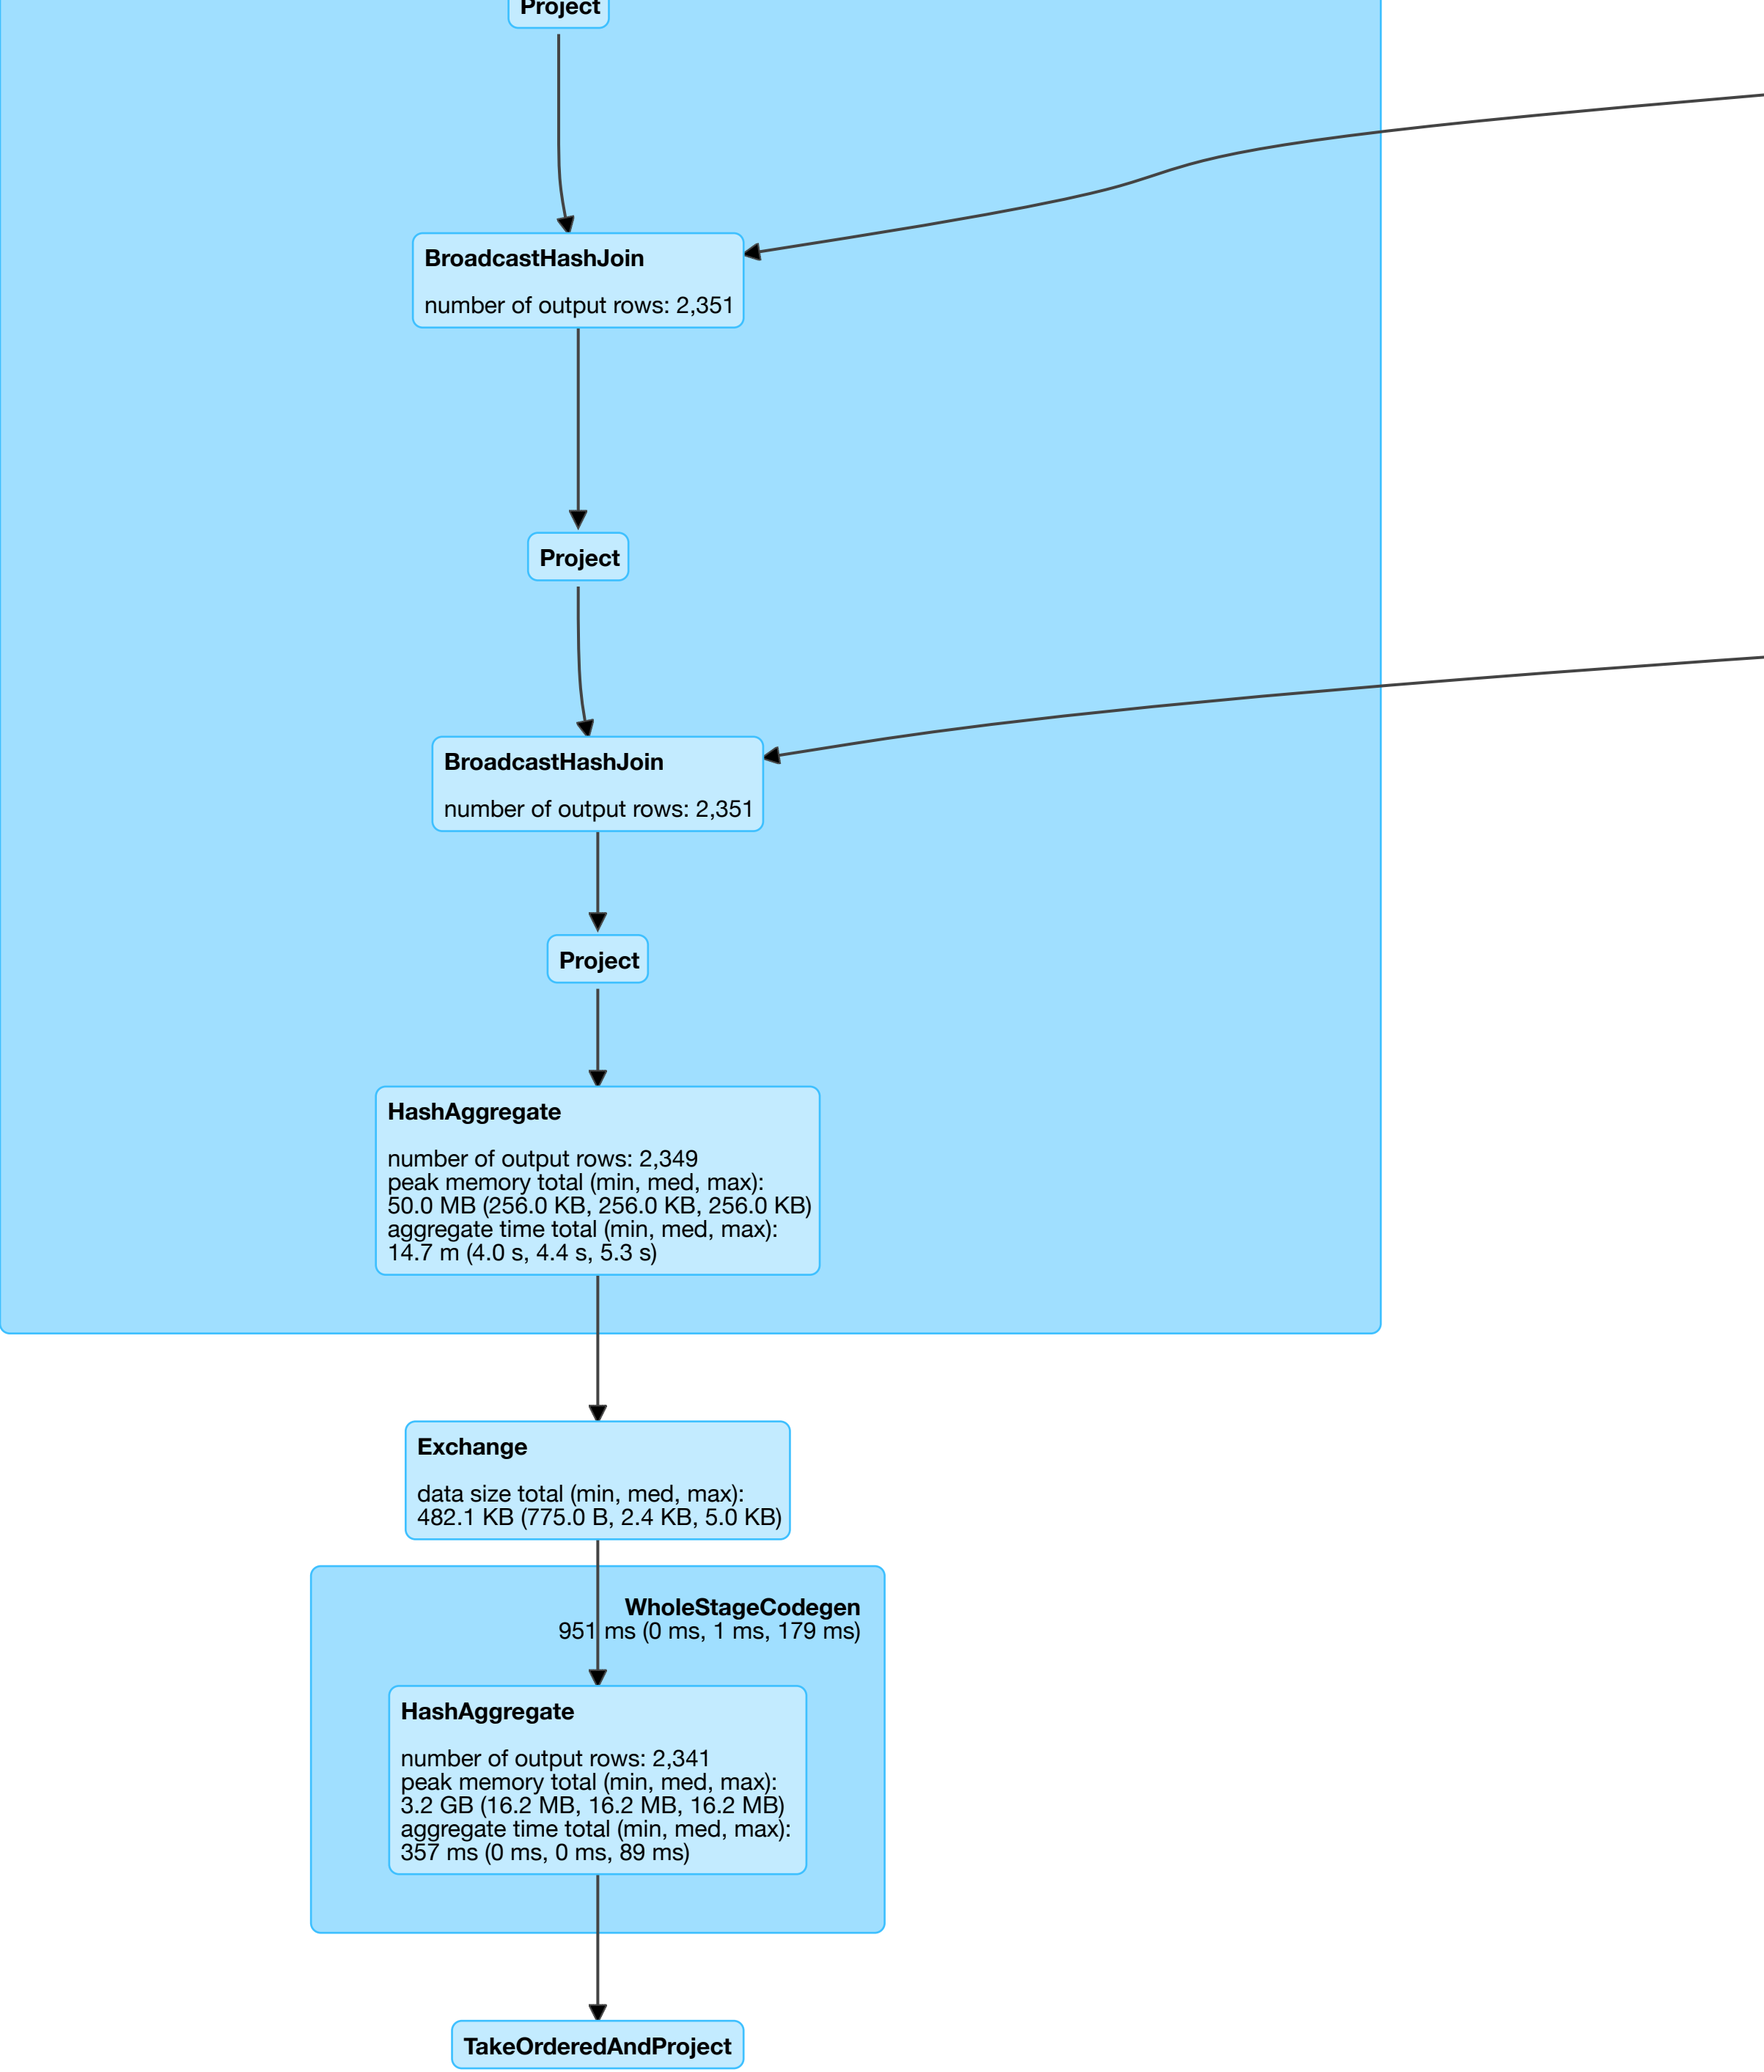 Project
BroadcastHashJoin
number of output rows: 2,351
Project
BroadcastHashJoin
number of output rows: 2,351
Project
HashAggregate
number of output rows: 2,349
peak memory total (min, med, max):
50.0 MB (256.0 KB, 256.0 KB, 256.0 KB)
aggregate time total (min, med, max):
14.7 m (4.0 s, 4.4 s, 5.3 s)
Exchange
data size total (min, med, max):
482.1 KB (775.0 B, 2.4 KB, 5.0 KB)
WholeStageCodegen
951 ms (0 ms, 1 ms, 179 ms)
HashAggregate
number of output rows: 2,341
peak memory total (min, med, max):
3.2 GB (16.2 MB, 16.2 MB, 16.2 MB)
aggregate time total (min, med, max):
357 ms (0 ms, 0 ms, 89 ms)
TakeOrderedAndProject